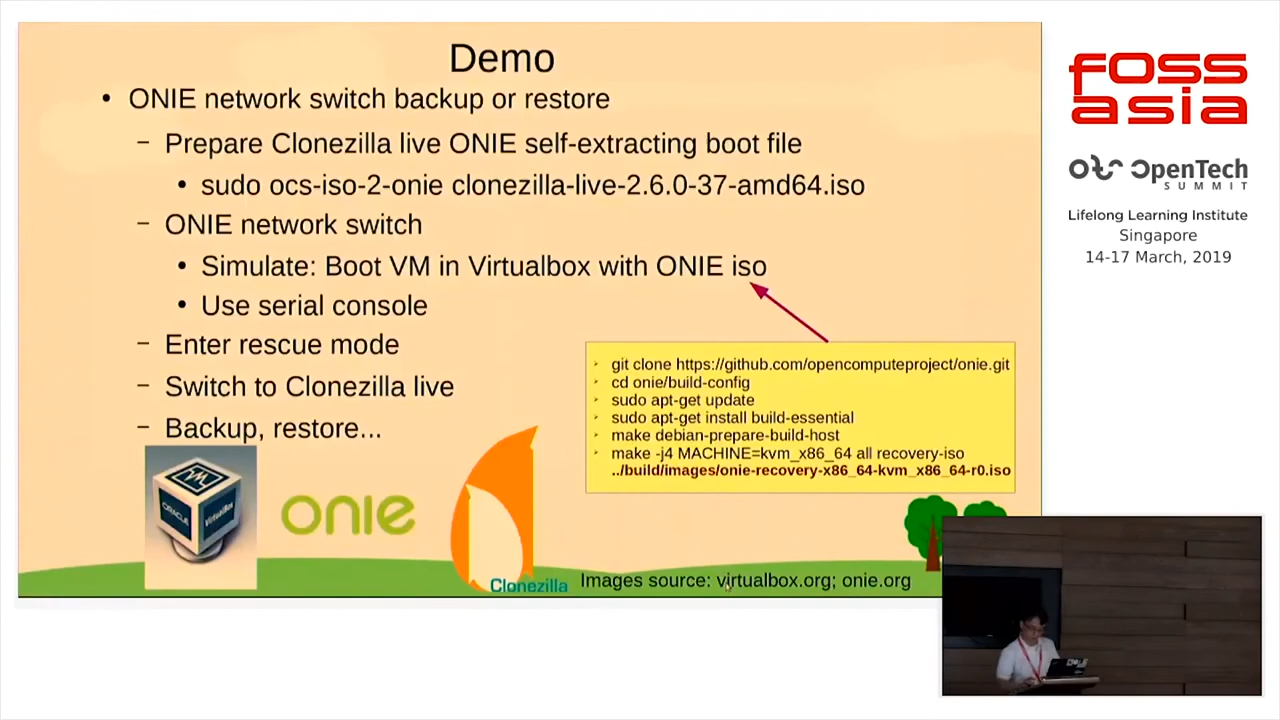 Demo
• ONIE network switch backup or restore
– Prepare Clonezilla live ONIE self-extracting boot file
• sudo ocs-iso-2-onie clonezilla-live-2.6.0-37-amd64.iso
– ONIE network switch
• Simulate: Boot VM in Virtualbox with ONIE iso
• Use serial console
– Enter rescue mode
– Switch to Clonezilla live
– Backup, restore...
git clone https://github.com/opencomputeproject/onie.git
cd onie/build-config
sudo apt-get update
sudo apt-get install build-essential
make debian-prepare-build-host
make -j4 MACHINE=kvm_x86_64 all recovery-iso
../build/images/onie-recovery-x86_64-kvm_x86_64-r0.iso
ORACLE
VirtualBox
onie
Clonezilla
Images source: virtualbox.org; onie.org
FOSS
asia
OpenTech
SUMMIT
Lifelong Learning Institute
Singapore
14-17 March, 2019